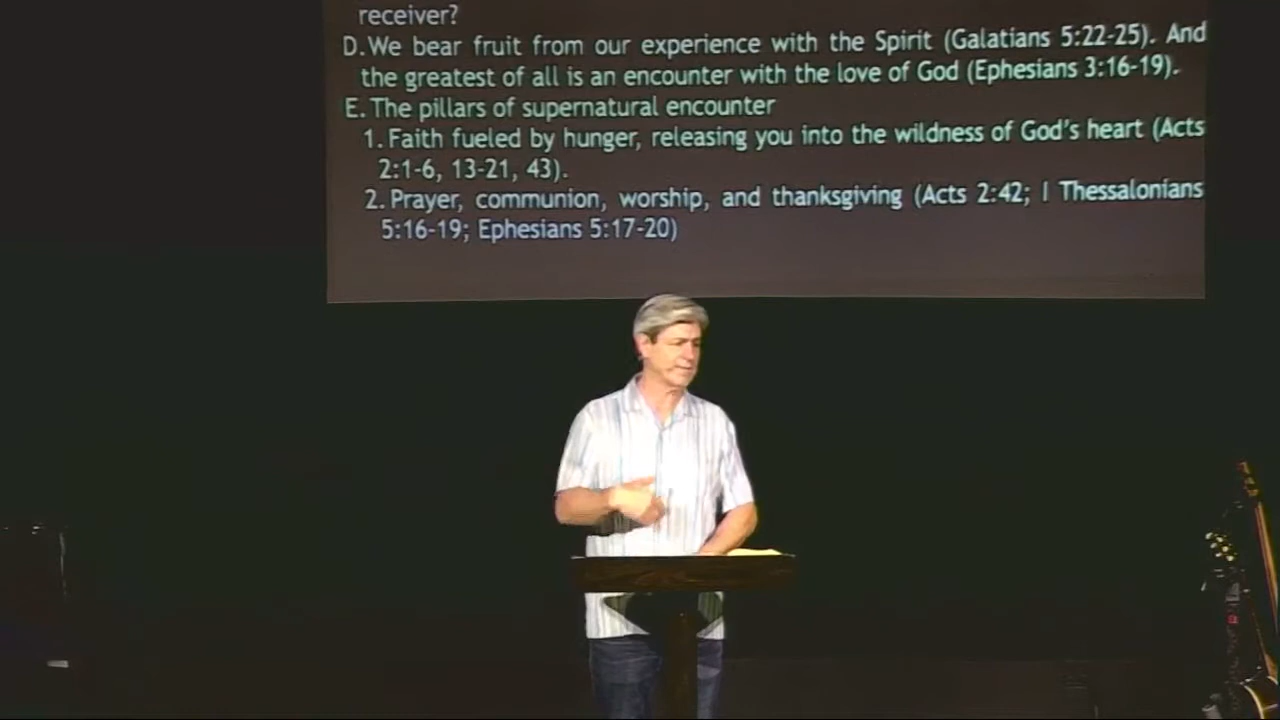 receiver?
D. We bear fruit from our experience with the Spirit (Galatians 5:22-25). And
the greatest of all is an encounter with the love of God (Ephesians 3:16-19).
E. The pillars of supernatural encounter
1. Faith fueled by hunger, releasing you into the wildness of God's heart (Acts
2:1-6, 13-21, 43).
2. Prayer, communion, worship, and thanksgiving (Acts 2:42; I Thessalonians
5:16-19; Ephesians 5:17-20)